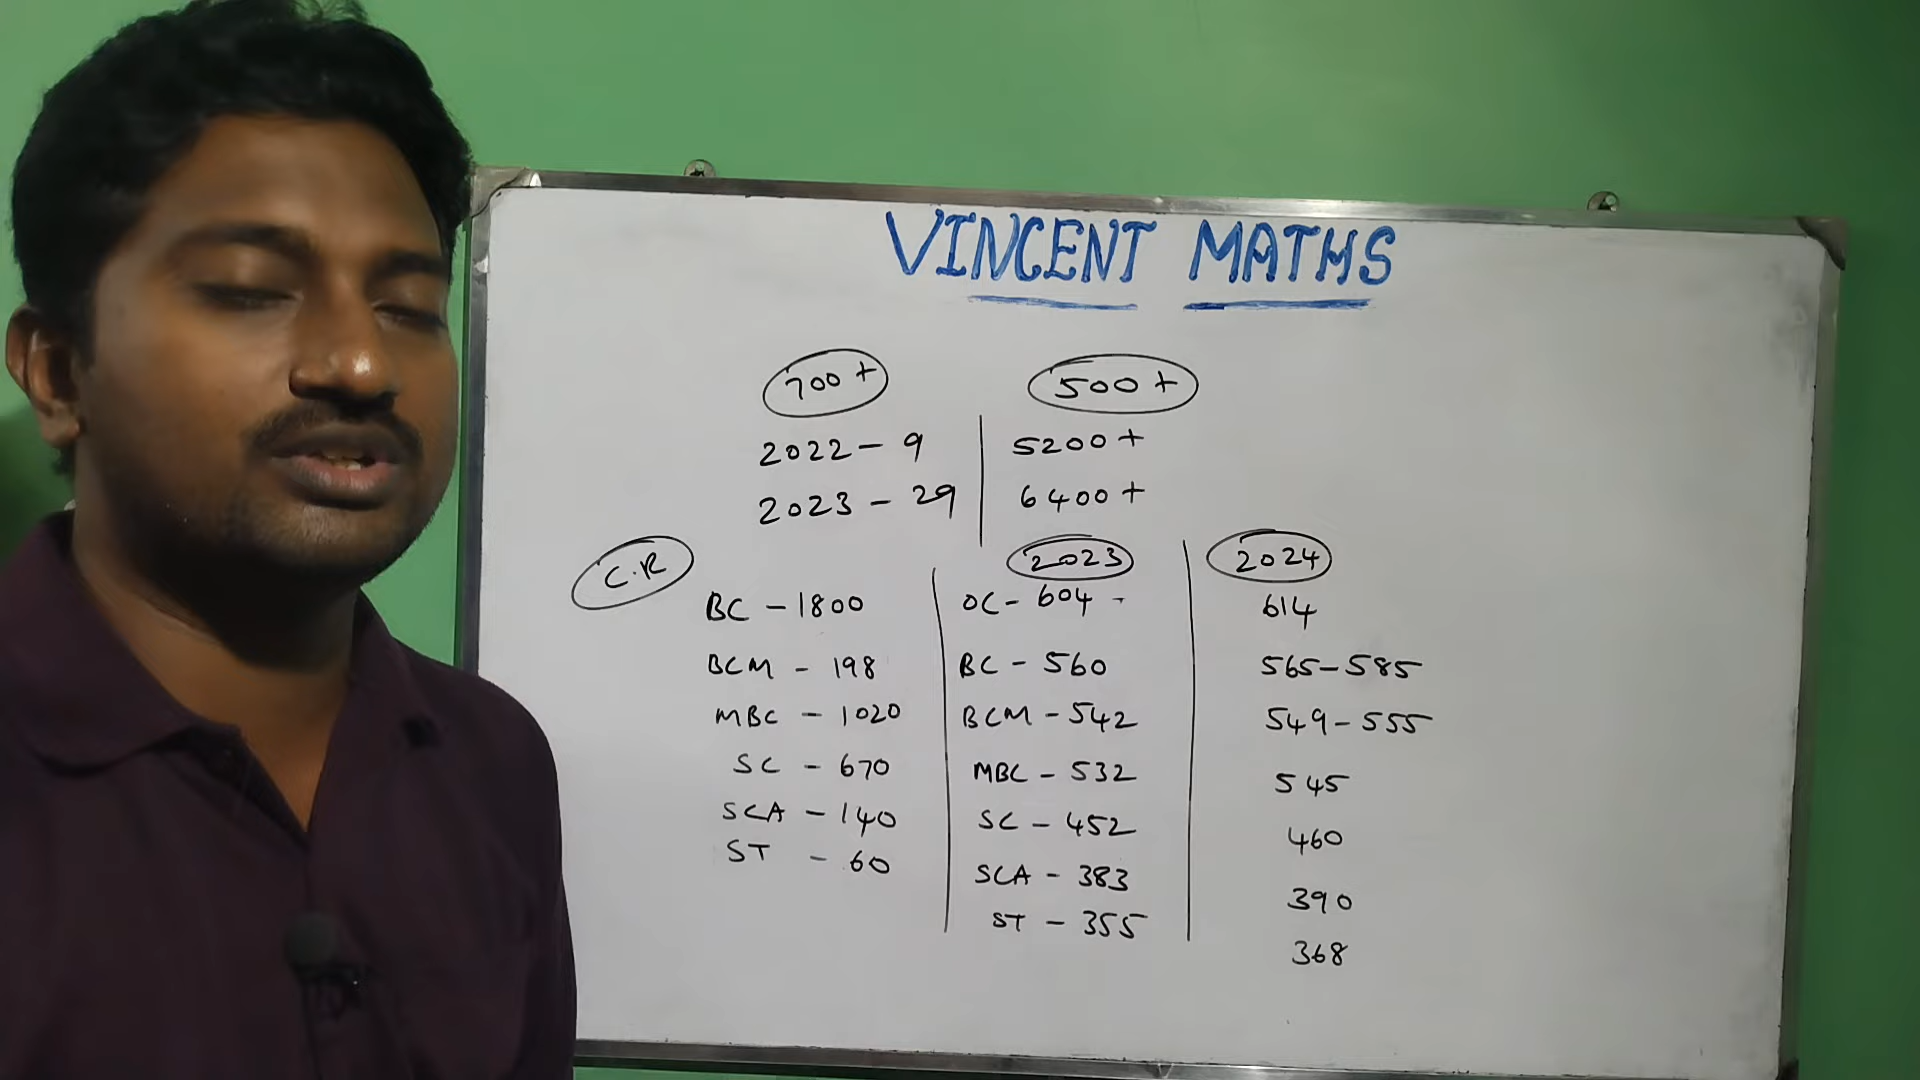 VINCENT MATHS
700 + 500 +
2022 - 9 5200 +
2023 - 29 6400 +
C.R 2023 2024
BC - 1800 OC - 604 - 614
BCM - 198 BC - 560 565 - 585
MBC - 1020 BCM - 542 549 - 555
SC - 670 MBC - 532 545
SCA - 140 SC - 452 460
ST - 60 SCA - 383 390
ST - 355 368